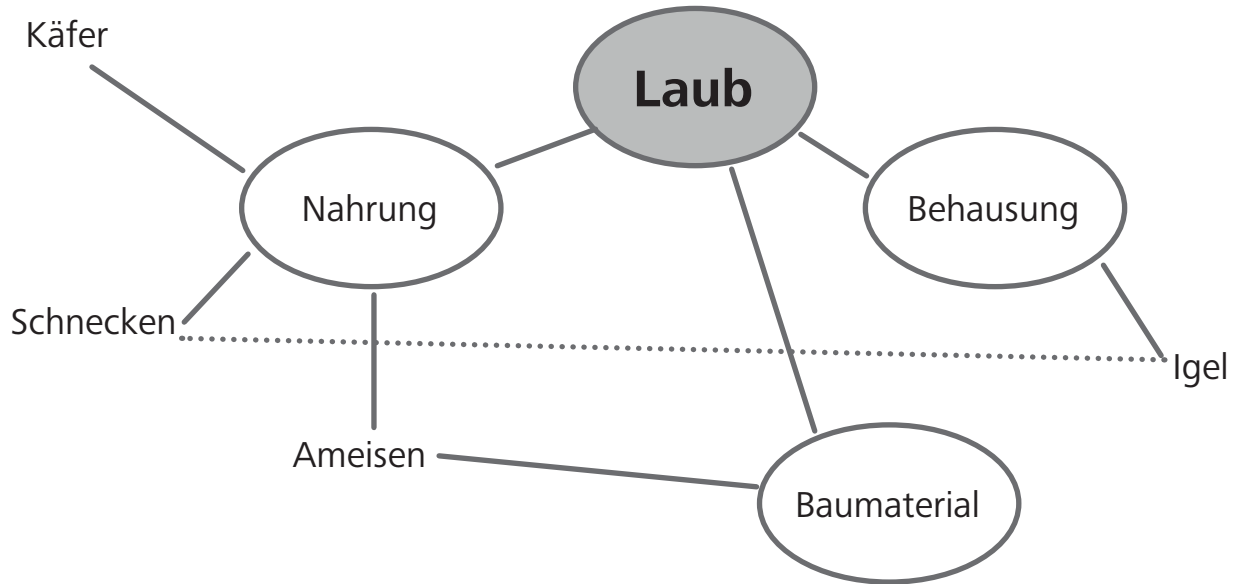 Käfer
Laub
Nahrung
Behausung
Schnecken
Igel
Ameisen
Baumaterial